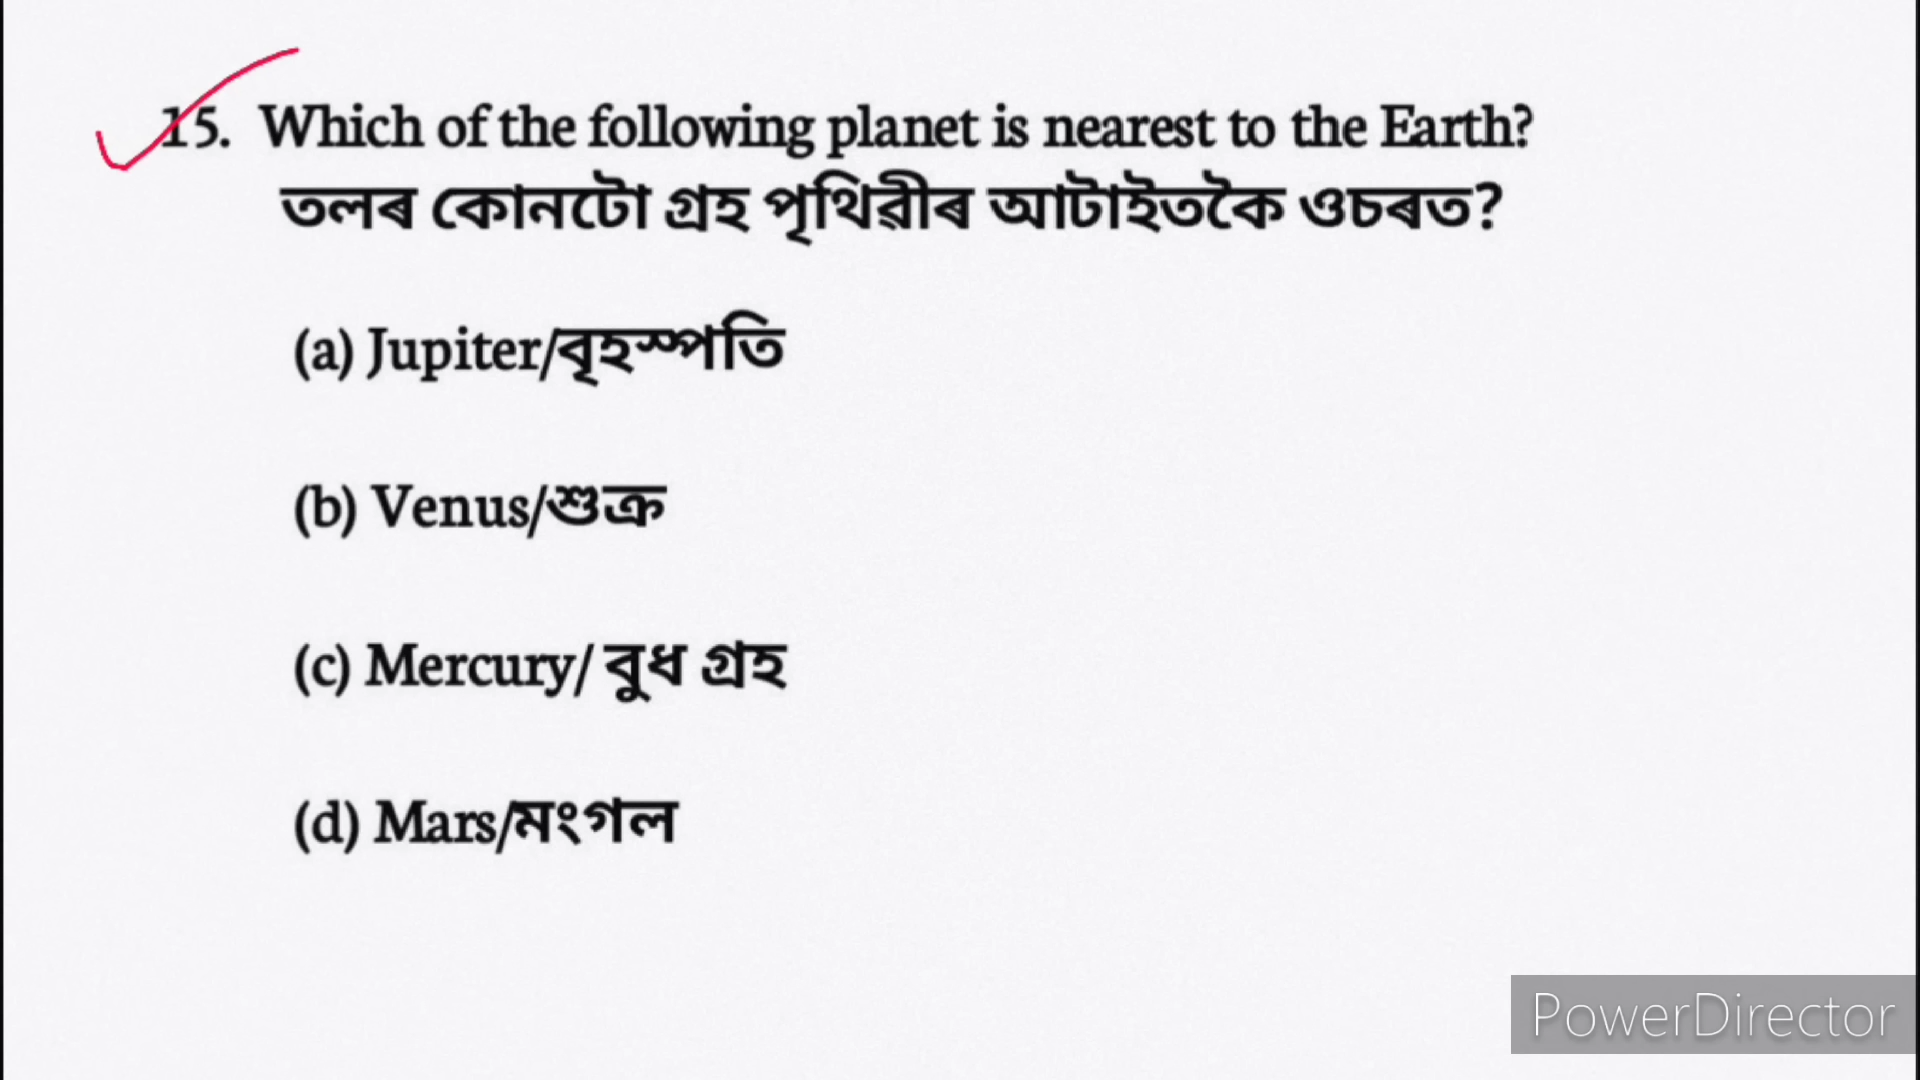 15. Which of the following planet is nearest to the Earth?
তলৰ কোনটো গ্ৰহ পৃথিৱীৰ আটাইতকৈ ওচৰত?
(a) Jupiter/বৃহস্পতি
(b) Venus/শুক্ৰ
(c) Mercury/ বুধ গ্ৰহ
(d) Mars/মংগল
PowerDirector